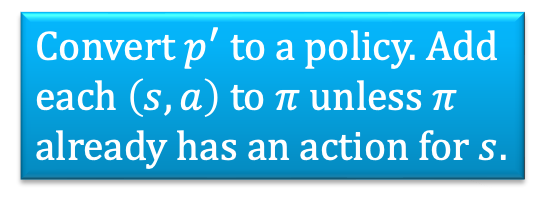 Convert 𝑝′ to a policy. Add
each (𝑠, 𝑎) to 𝜋 unless 𝜋
already has an action for 𝑠.